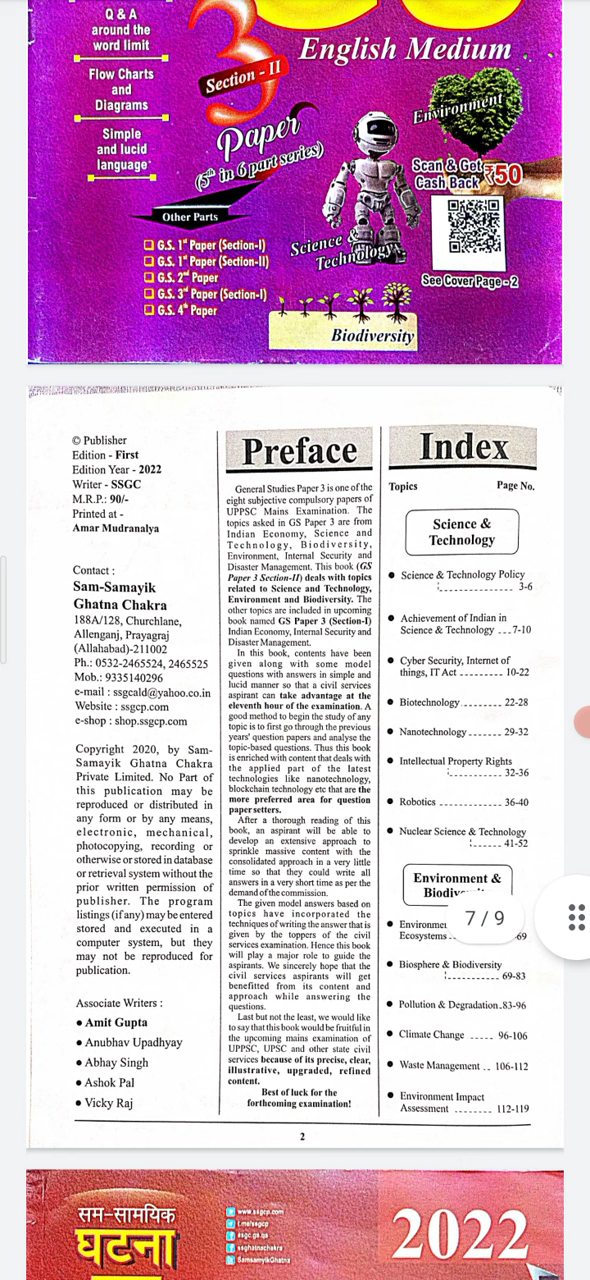 Q & A
around the
word limit
Flow Charts
and
Diagrams
Simple
and lucid
language
3
Section - II
Paper
(5th in 6 part series)
English Medium
Environment
Scan & Get
Cash Back ₹50
See Cover Page - 2
Science &
Technology
Biodiversity
Other Parts
G.S. 1st Paper (Section-I)
G.S. 1st Paper (Section-II)
G.S. 2nd Paper
G.S. 3rd Paper (Section-I)
G.S. 4th Paper
© Publisher
Edition - First
Edition Year - 2022
Writer - SSGC
M.R.P.: 90/-
Printed at -
Amar Mudranalya
Contact :
Sam-Samayik
Ghatna Chakra
188A/128, Churchlane,
Allenganj, Prayagraj
(Allahabad)-211002
Ph.: 0532-2465524, 2465525
Mob.: 9335140296
e-mail : ssgcald@yahoo.co.in
Website : ssgcp.com
e-shop : shop.ssgcp.com
Copyright 2020, by Sam-
Samayik Ghatna Chakra
Private Limited. No Part of
this publication may be
reproduced or distributed in
any form or by any means,
electronic, mechanical,
photocopying, recording or
otherwise or stored in database
or retrieval system without the
prior written permission of
publisher. The program
listings (if any) may be entered
stored and executed in a
computer system, but they
may not be reproduced for
publication.
Associate Writers :
• Amit Gupta
• Anubhav Upadhyay
• Abhay Singh
• Ashok Pal
• Vicky Raj
Preface
General Studies Paper 3 is one of the
eight subjective compulsory papers of
UPPSC Mains Examination. The
topics asked in GS Paper 3 are from
Indian Economy, Science and
Technology, Biodiversity,
Environment, Internal Security and
Disaster Management. This book (GS
Paper 3 Section-II) deals with topics
related to Science and Technology,
Environment and Biodiversity. The
other topics are included in upcoming
book named GS Paper 3 (Section-I)
Indian Economy, Internal Security and
Disaster Management.
In this book, contents have been
given along with some model
questions with answers in simple and
lucid manner so that a civil services
aspirant can take advantage at the
eleventh hour of the examination. A
good method to begin the study of any
topic is to first go through the previous
years' question papers and analyse the
topic-based questions. Thus this book
is enriched with content that deals with
the applied part of the latest
technologies like nanotechnology,
blockchain technology etc that are the
more preferred area for question
paper setters.
After a thorough reading of this
book, an aspirant will be able to
develop an extensive approach to
sprinkle massive content with the
consolidated approach in a very little
time so that they could write all
answers in a very short time as per the
demand of the commission.
The given model answers based on
topics have incorporated the
techniques of writing the answer that is
given by the toppers of the civil
services examination. Hence this book
will play a major role to guide the
aspirants. We sincerely hope that the
civil services aspirants will get
benefitted from its content and
approach while answering the
questions.
Last but not the least, we would like
to say that this book would be fruitful in
the upcoming mains examination of
UPPSC, UPSC and other state civil
services because of its precise, clear,
illustrative, upgraded, refined
content.
Best of luck for the
forthcoming examination!
Index
Topics Page No.
Science &
Technology
• Science & Technology Policy
3-6
• Achievement of Indian in
Science & Technology ...7-10
• Cyber Security, Internet of
things, IT Act -------- 10-22
• Biotechnology -------- 22-28
• Nanotechnology ------- 29-32
• Intellectual Property Rights
32-36
• Robotics ------------ 36-40
• Nuclear Science & Technology
------ 41-52
Environment &
• Ecosystems -69
7 / 9
• Biosphere & Biodiversity
------------ 69-83
• Pollution & Degradation .83-96
• Climate Change ----- 96-106
• Waste Management .. 106-112
• Environment Impact
Assessment -------- 112-119
2
सम-सामयिक
घटना
www.ssgcp.com
t.me/ssgcp
ssgc.gs.qa
ssghatnachakra
SamsamyikGhatna
2022